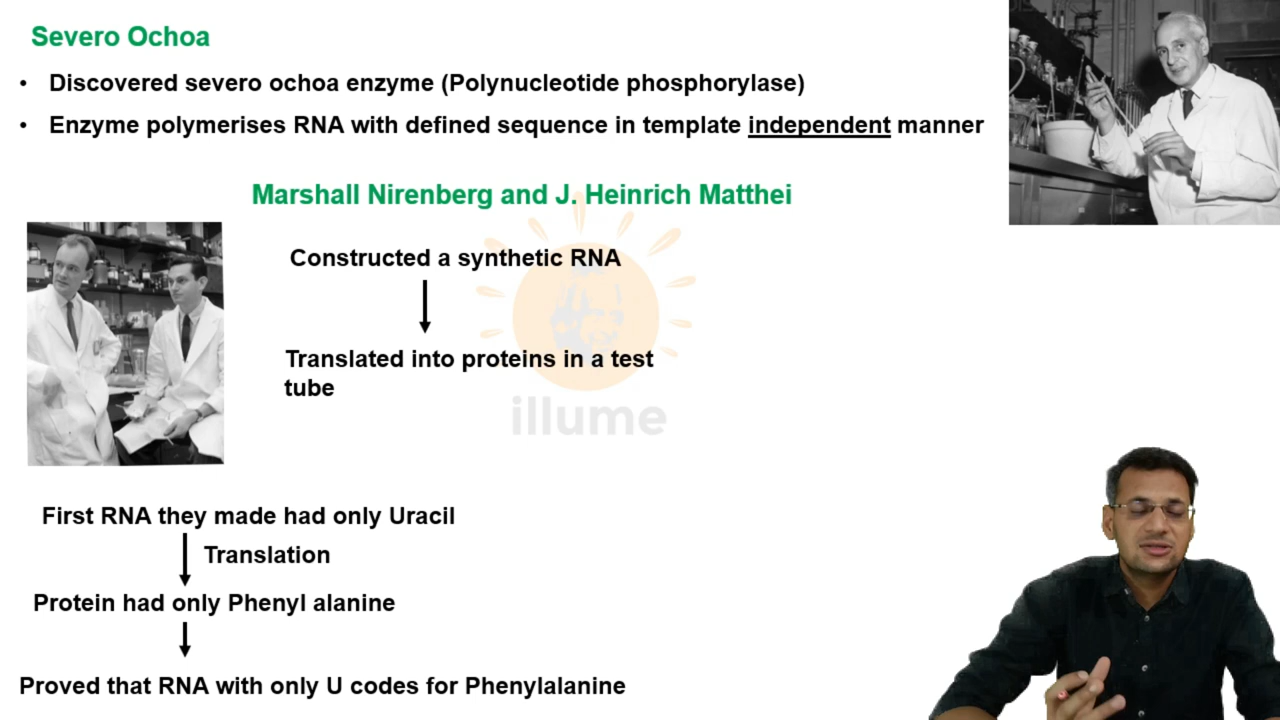 Severo Ochoa
• Discovered severo ochoa enzyme (Polynucleotide phosphorylase)
• Enzyme polymerises RNA with defined sequence in template independent manner
Marshall Nirenberg and J. Heinrich Matthei
Constructed a synthetic RNA
Translated into proteins in a test
tube
illume
First RNA they made had only Uracil
Translation
Protein had only Phenyl alanine
Proved that RNA with only U codes for Phenylalanine